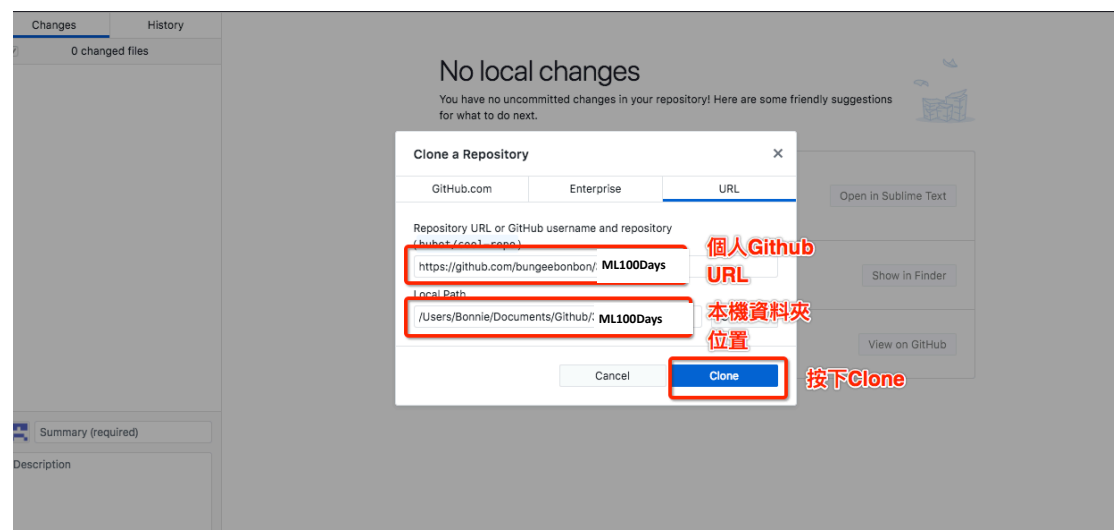 Changes
History
0 changed files
No local changes
You have no uncommitted changes in your repository! Here are some friendly suggestions
for what to do next.
Clone a Repository
GitHub.com
Enterprise
URL
Open in Sublime Text
Repository URL or GitHub username and repository
(hubot/cool-repo)
個人Github
URL
https://github.com/bungeebonbon/ ML100Days
Show in Finder
Local Path
本機資料夾
位置
/Users/Bonnie/Documents/Github/ ML100Days
View on GitHub
Cancel
Clone
按下Clone
Summary (required)
Description